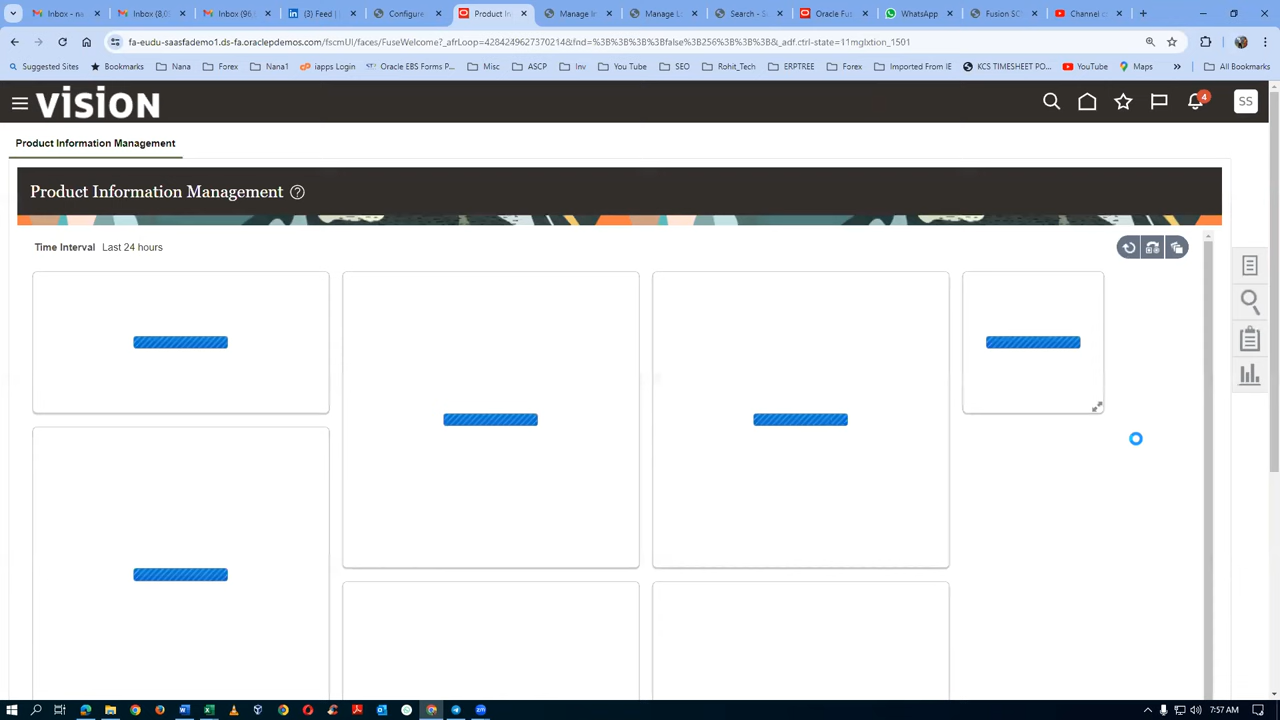 Inbox - ne
Inbox (8,0
Inbox (96
(3) Feed |
Configure
Product In
Manage In
Manage L
Search - S
Oracle Fu
WhatsApp
Fusion SC
Channel c
fa-eudu-saasfademo1.ds-fa.oraclepdemos.com/fscmUI/faces/FuseWelcome?_afrLoop=4284249627370214&fnd=%3B%3B%3B%3Bfalse%3B256%3B%3B%3B&_adf.ctrl-state=11mglxtion_1501
Suggested Sites
Bookmarks
Nana
Forex
Nana1
iapps Login
Oracle EBS Forms P...
Misc
ASCP
Inv
You Tube
SEO
Rohit_Tech
ERPTREE
Forex
Imported From IE
KCS TIMESHEET PO...
YouTube
Maps
»
All Bookmarks
VISION
4
SS
Product Information Management
Product Information Management
Time Interval Last 24 hours
7:57 AM